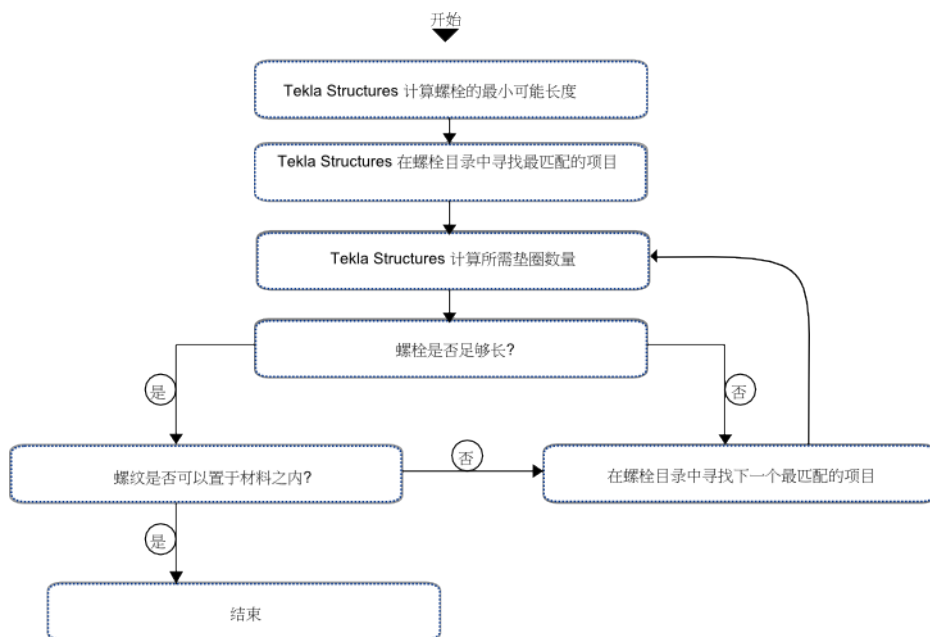 开始
Tekla Structures 计算螺栓的最小可能长度
Tekla Structures 在螺栓目录中寻找最匹配的项目
Tekla Structures 计算所需垫圈数量
螺栓是否足够长?
是
否
螺纹是否可以置于材料之内?
否
在螺栓目录中寻找下一个最匹配的项目
是
结束